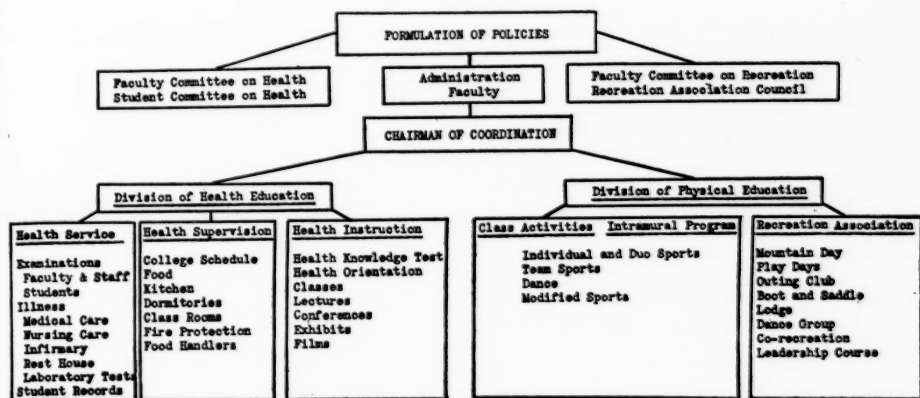 FORMULATION OF POLICIES
Faculty Committee on Health
Student Committee on Health
Administration
Faculty
Faculty Committee on Recreation
Recreation Association Council
CHAIRMAN OF COORDINATION
Division of Health Education
Division of Physical Education
Health Service
Examinations
Faculty & Staff
Students
Illness
Medical Care
Nursing Care
Infirmary
Rest House
Laboratory Tests
Student Records
Health Supervision
College Schedule
Food
Kitchen
Dormitories
Class Rooms
Fire Protection
Food Handlers
Health Instruction
Health Knowledge Test
Health Orientation
Classes
Lectures
Conferences
Exhibits
Films
Class Activities Intramural Program
Individual and Duo Sports
Team Sports
Dance
Modified Sports
Recreation Association
Mountain Day
Play Days
Outing Club
Boot and Saddle
Lodge
Dance Group
Co-recreation
Leadership Course